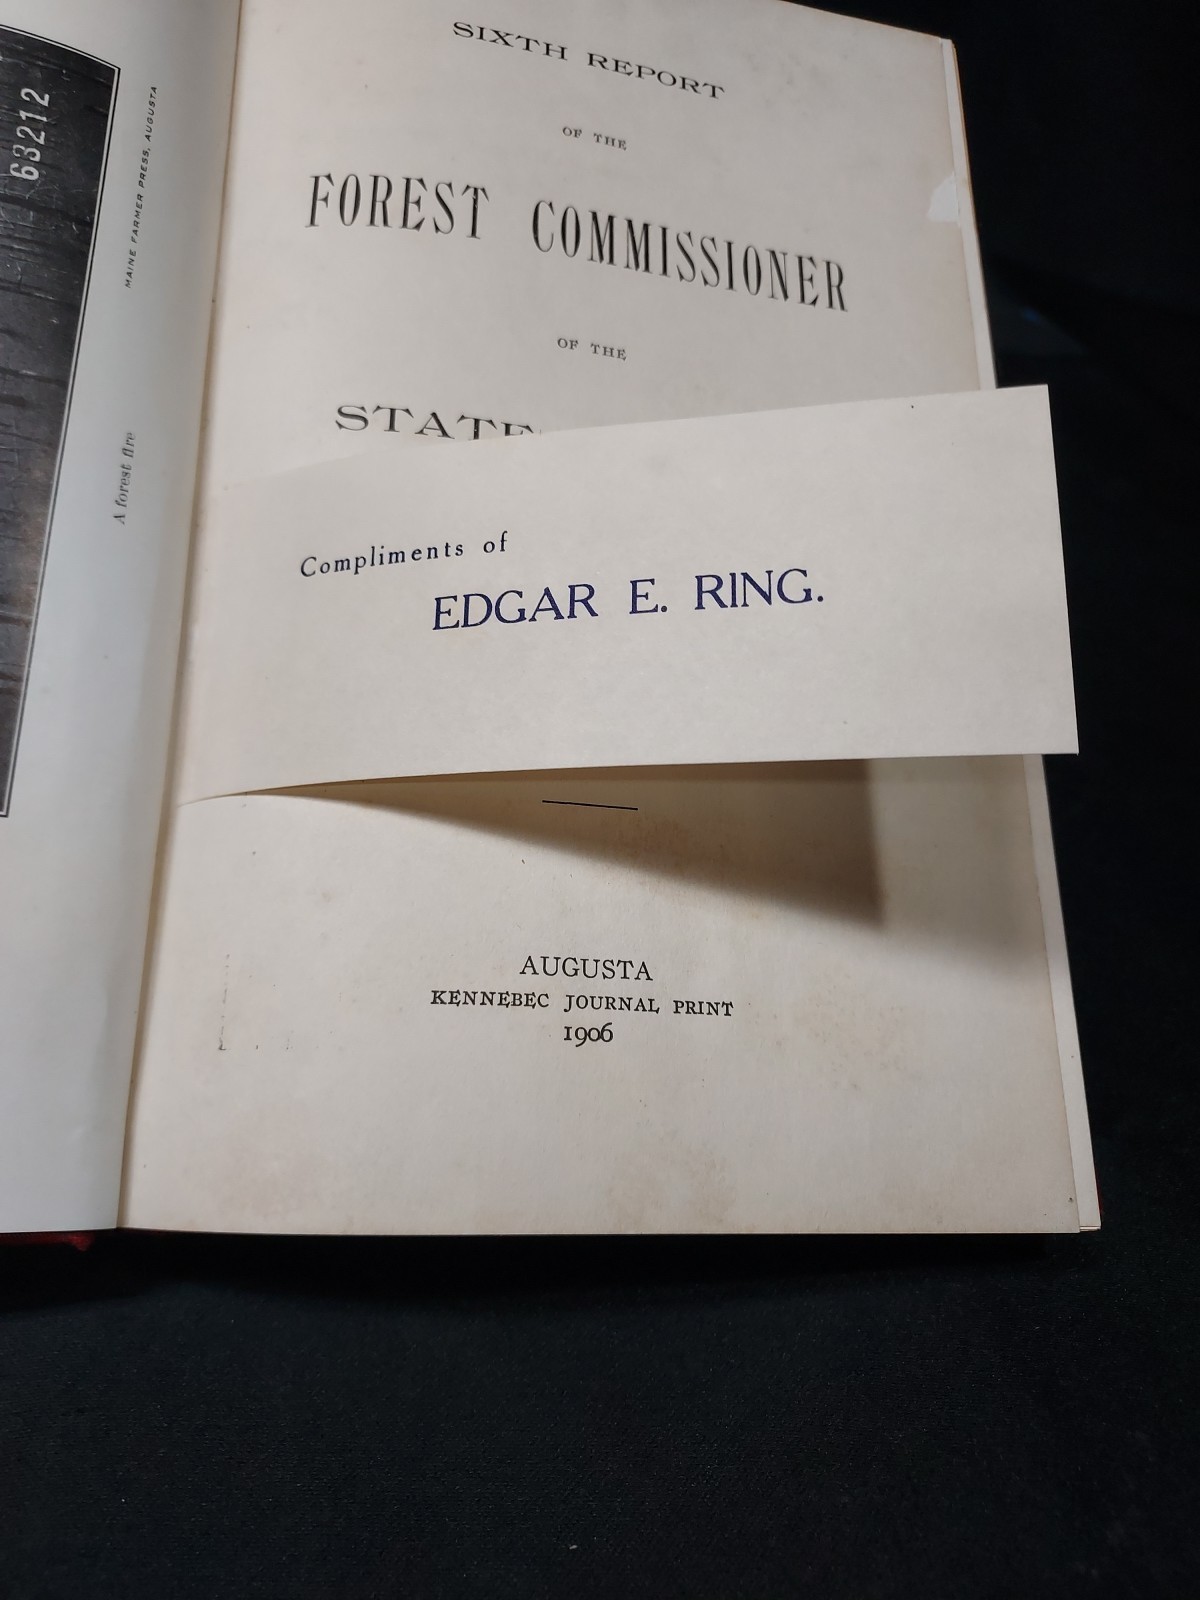 63212
MAINE FARMER PRESS, AUGUSTA
A forest fire
SIXTH REPORT
OF THE
FOREST COMMISSIONER
OF THE
STATE
Compliments of
EDGAR E. RING.
AUGUSTA
KENNEBEC JOURNAL PRINT
1906